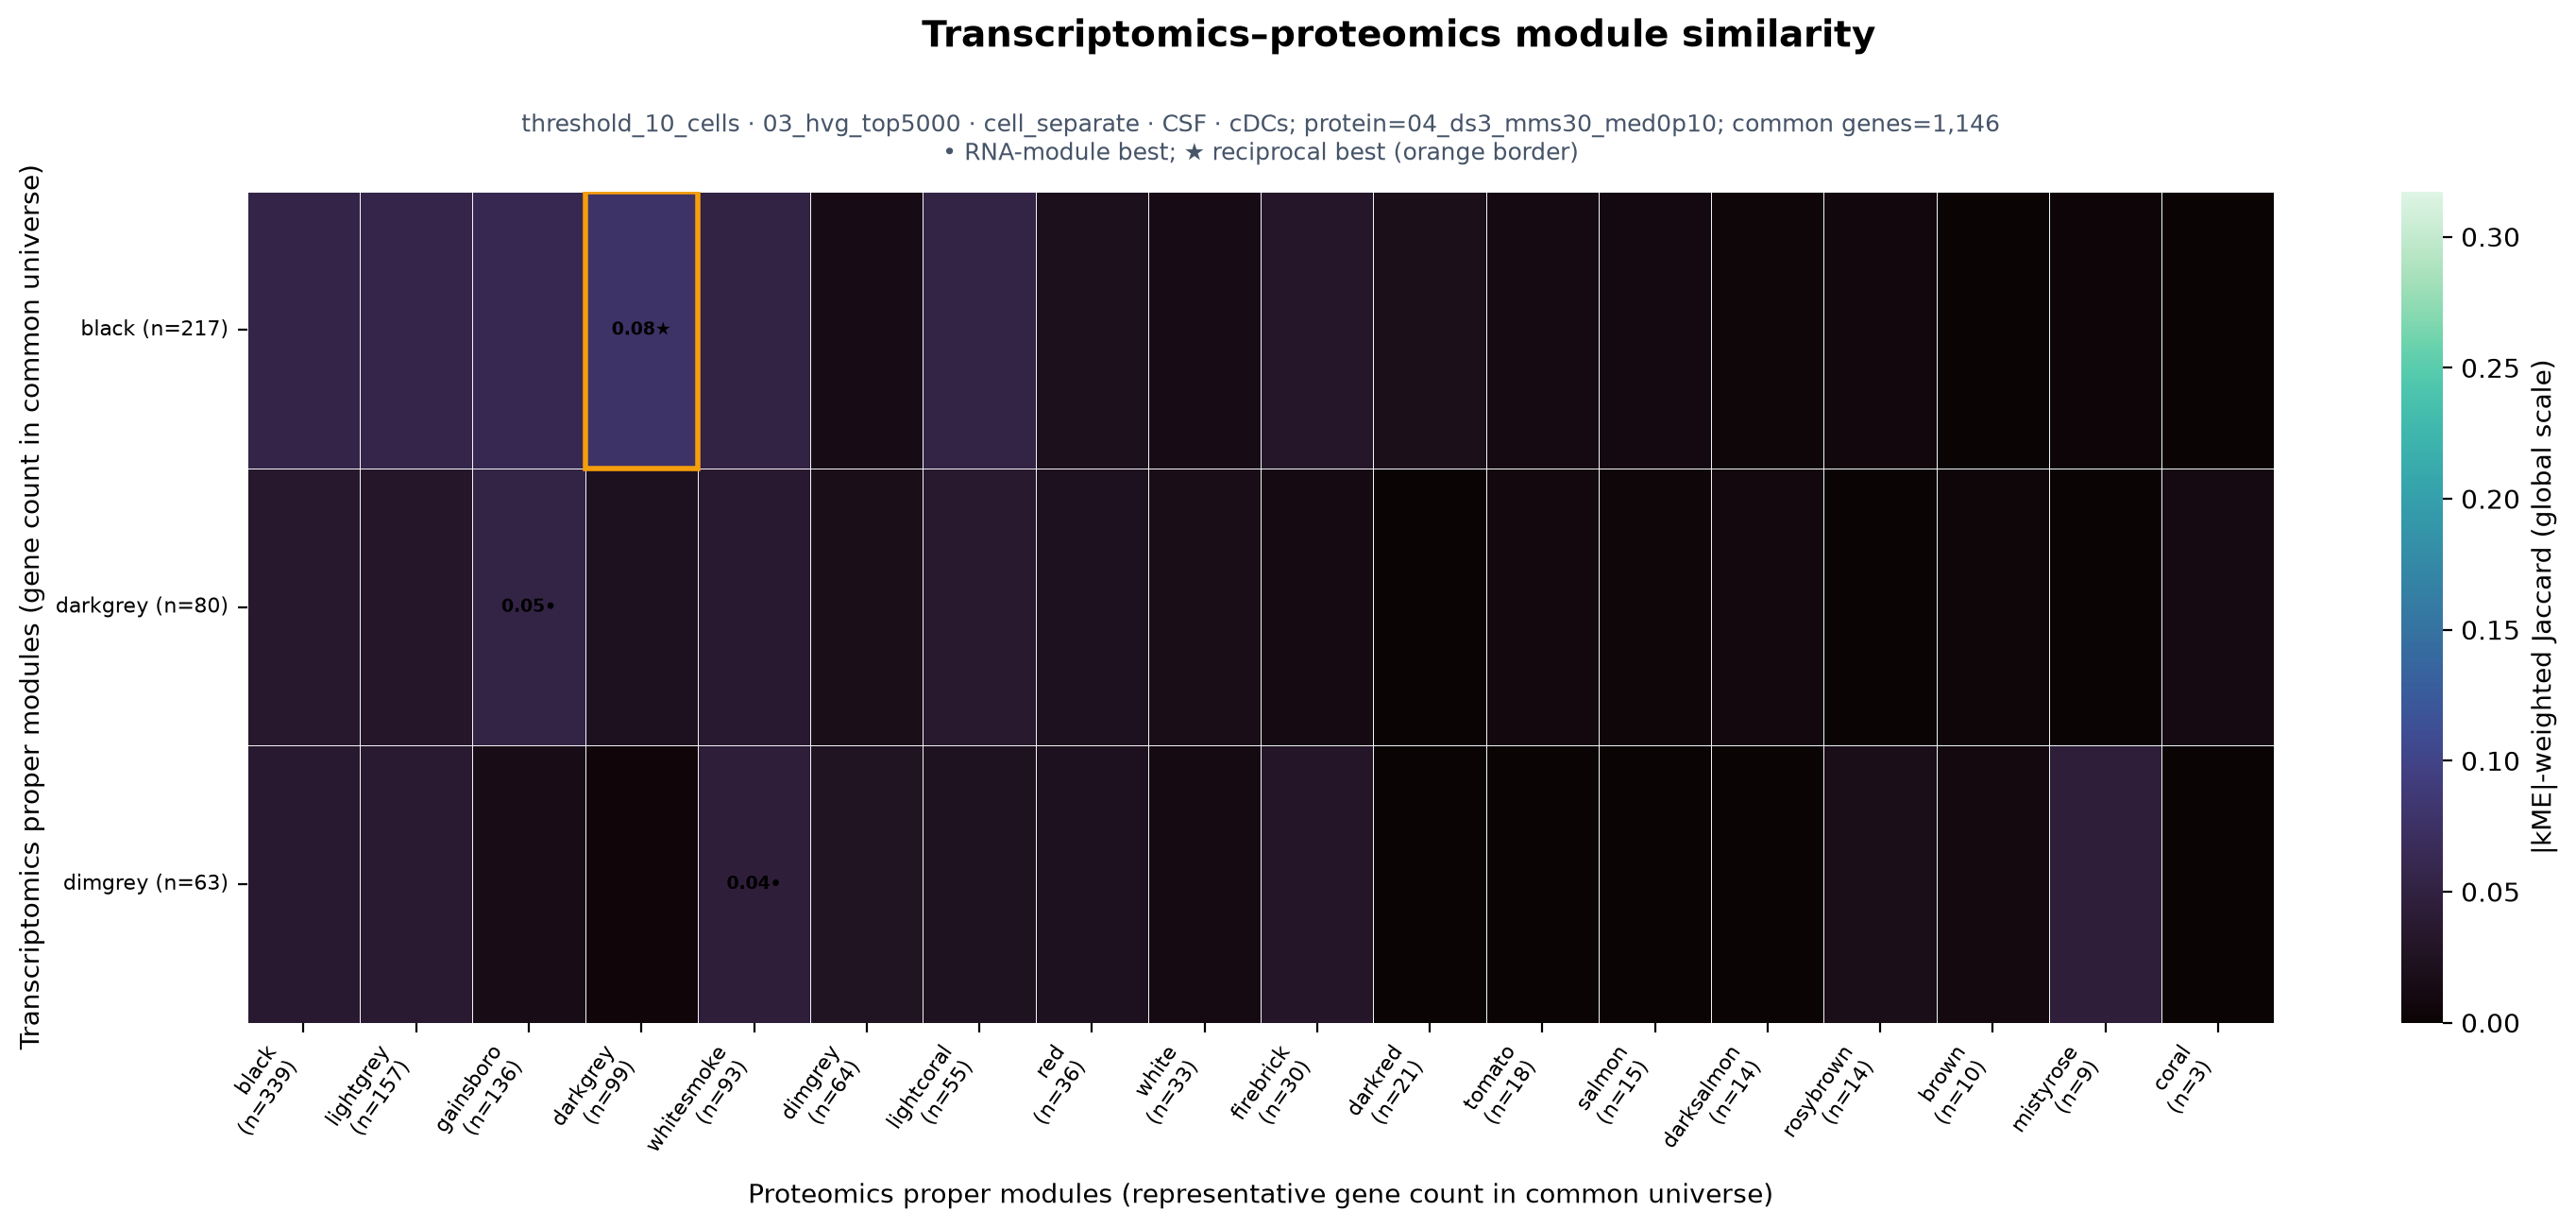 Transcriptomics–proteomics module similarity
threshold_10_cells · 03_hvg_top5000 · cell_separate · CSF · cDCs; protein=04_ds3_mms30_med0p10; common genes=1,146
• RNA-module best; ★ reciprocal best (orange border)
Transcriptomics proper modules (gene count in common universe)
black (n=217)
darkgrey (n=80)
dimgrey (n=63)
0.08★
0.05•
0.04•
black
(n=339)
lightgrey
(n=157)
gainsboro
(n=136)
darkgrey
(n=99)
whitesmoke
(n=93)
dimgrey
(n=64)
lightcoral
(n=55)
red
(n=36)
white
(n=33)
firebrick
(n=30)
darkred
(n=21)
tomato
(n=18)
salmon
(n=15)
darksalmon
(n=14)
rosybrown
(n=14)
brown
(n=10)
mistyrose
(n=9)
coral
(n=3)
Proteomics proper modules (representative gene count in common universe)
0.30
0.25
0.20
0.15
0.10
0.05
0.00
|kME|-weighted Jaccard (global scale)